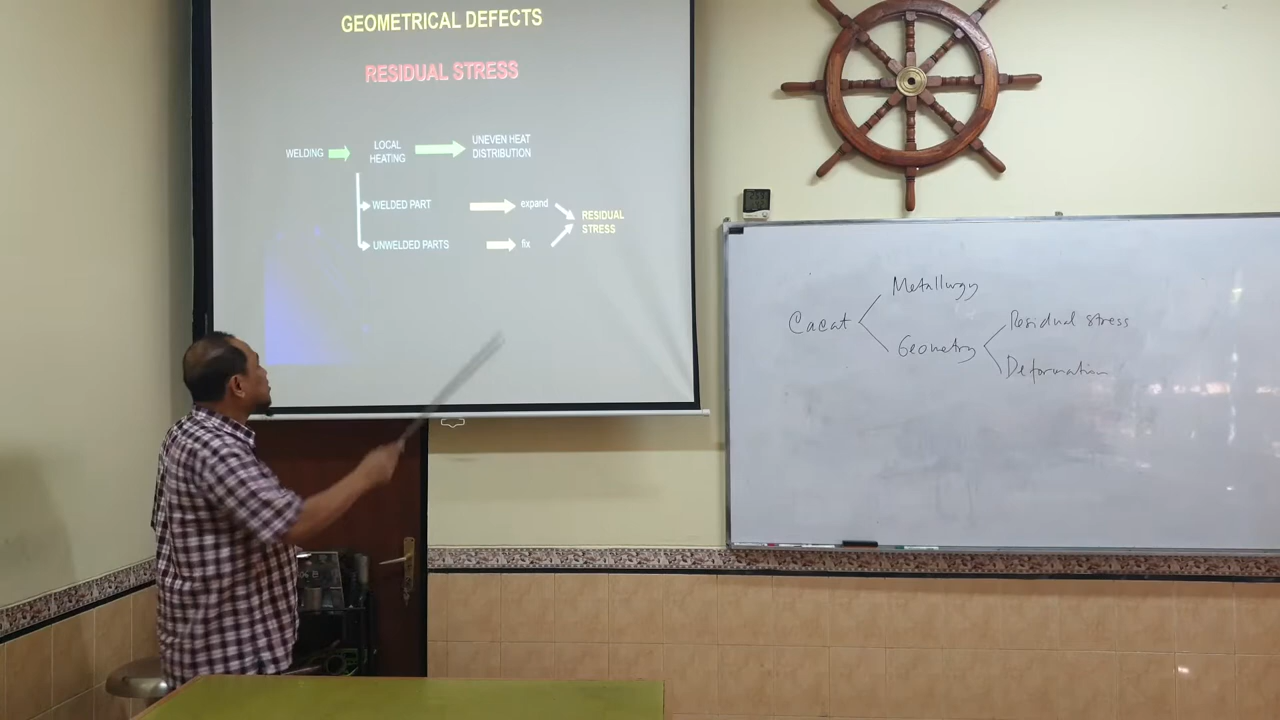 GEOMETRICAL DEFECTS
RESIDUAL STRESS
WELDING
LOCAL
HEATING
UNEVEN HEAT
DISTRIBUTION
WELDED PART
expand
UNWELDED PARTS
fix
RESIDUAL
STRESS
Cacat
Metallurgy
Geometry
Residual stress
Deformation